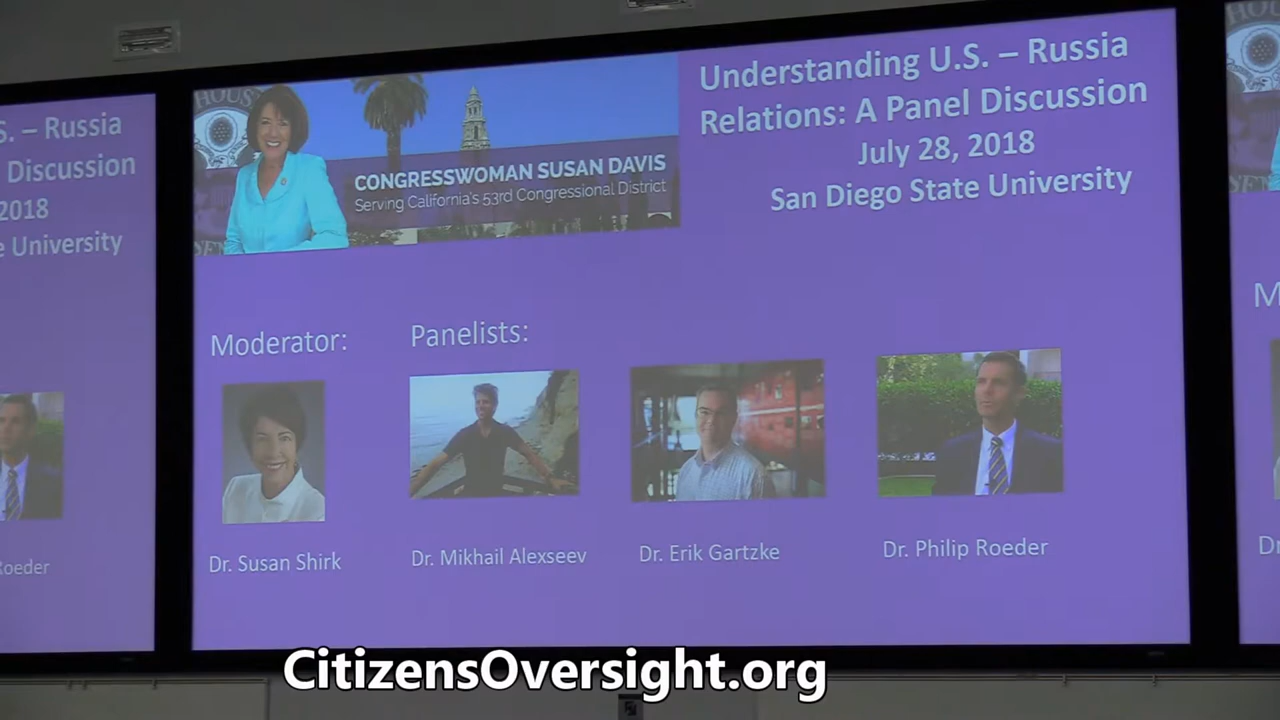 HOUS
CONGRESSWOMAN SUSAN DAVIS
Serving California's 53rd Congressional District
Understanding U.S. – Russia
Relations: A Panel Discussion
July 28, 2018
San Diego State University
S. – Russia
Discussion
2018
e University
Moderator:
Panelists:
M
Dr. Susan Shirk
Dr. Mikhail Alexseev
Dr. Erik Gartzke
Dr. Philip Roeder
Roeder
Dr
CitizensOversight.org